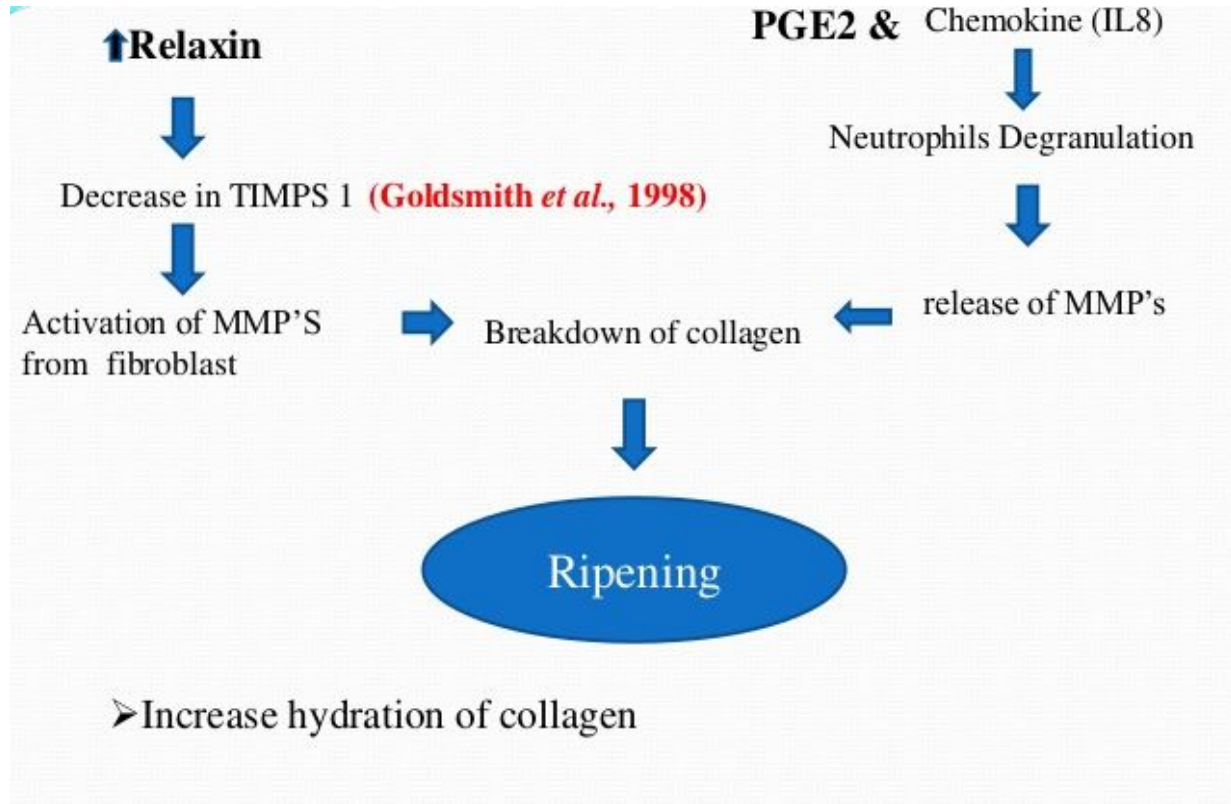 Relaxin
PGE2 & Chemokine (IL8)
Neutrophils Degranulation
Decrease in TIMPS 1 (Goldsmith et al., 1998)
Activation of MMP'S
from fibroblast
Breakdown of collagen
release of MMP's
Ripening
➢Increase hydration of collagen